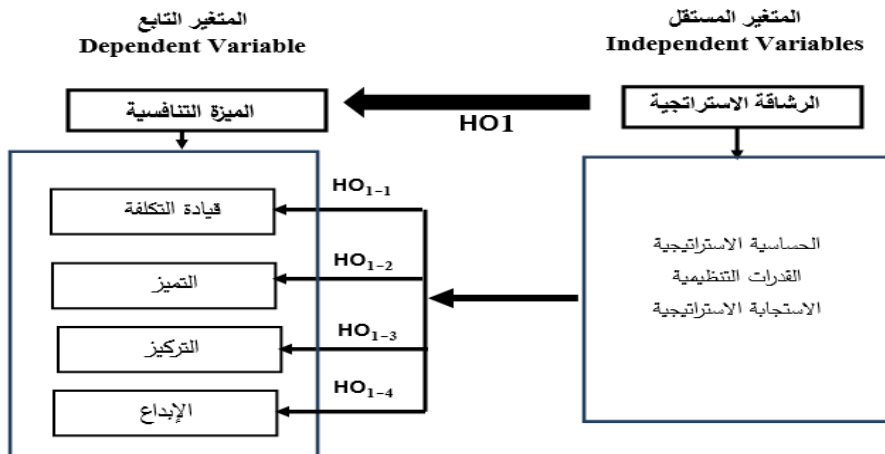 المتغير المستقل
Independent Variables
الرشاقة الاستراتجية
المتغير التابع
Dependent Variable
الميزة التنافسية
HO1
الحساسية الاستراتيجية
القدرات التنظيمية
الاستجابة الاستراتيجية
HO1-1
قيادة التكلفة
HO1-2
التميز
HO1-3
التركيز
HO1-4
الإبداع